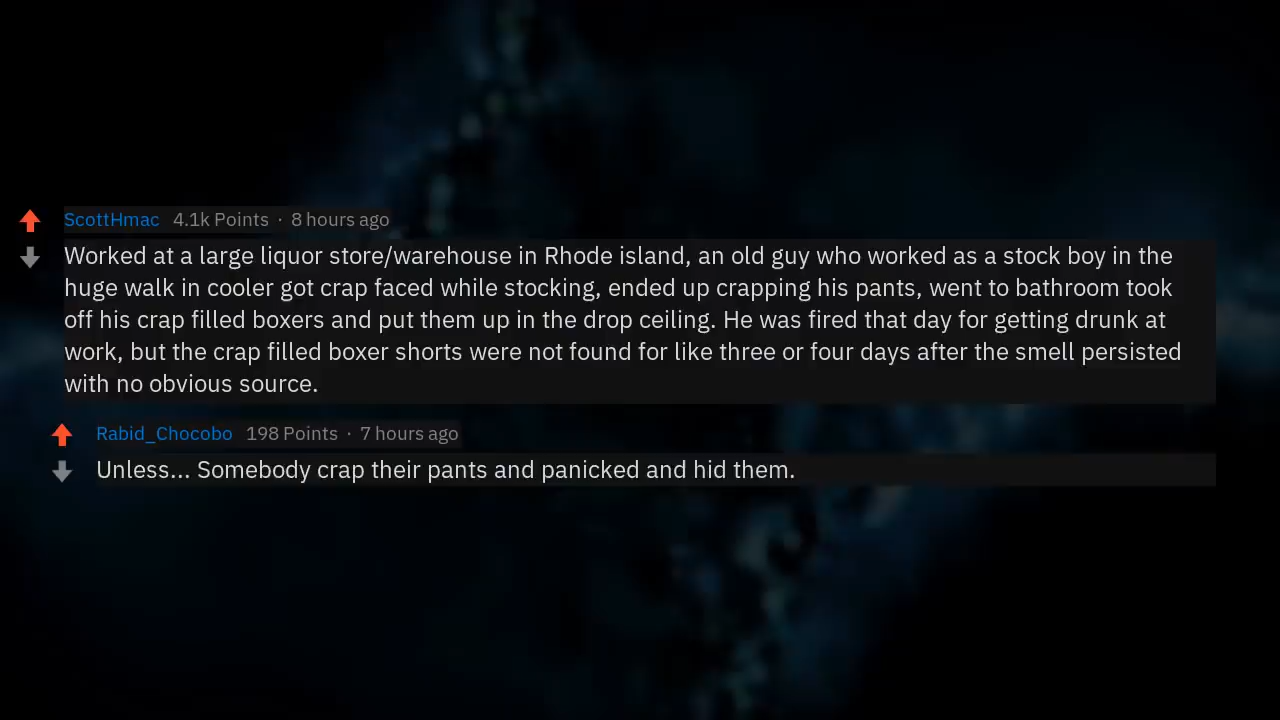 ScottHmac 4.1k Points · 8 hours ago
Worked at a large liquor store/warehouse in Rhode island, an old guy who worked as a stock boy in the
huge walk in cooler got crap faced while stocking, ended up crapping his pants, went to bathroom took
off his crap filled boxers and put them up in the drop ceiling. He was fired that day for getting drunk at
work, but the crap filled boxer shorts were not found for like three or four days after the smell persisted
with no obvious source.
Rabid_Chocobo 198 Points · 7 hours ago
Unless... Somebody crap their pants and panicked and hid them.